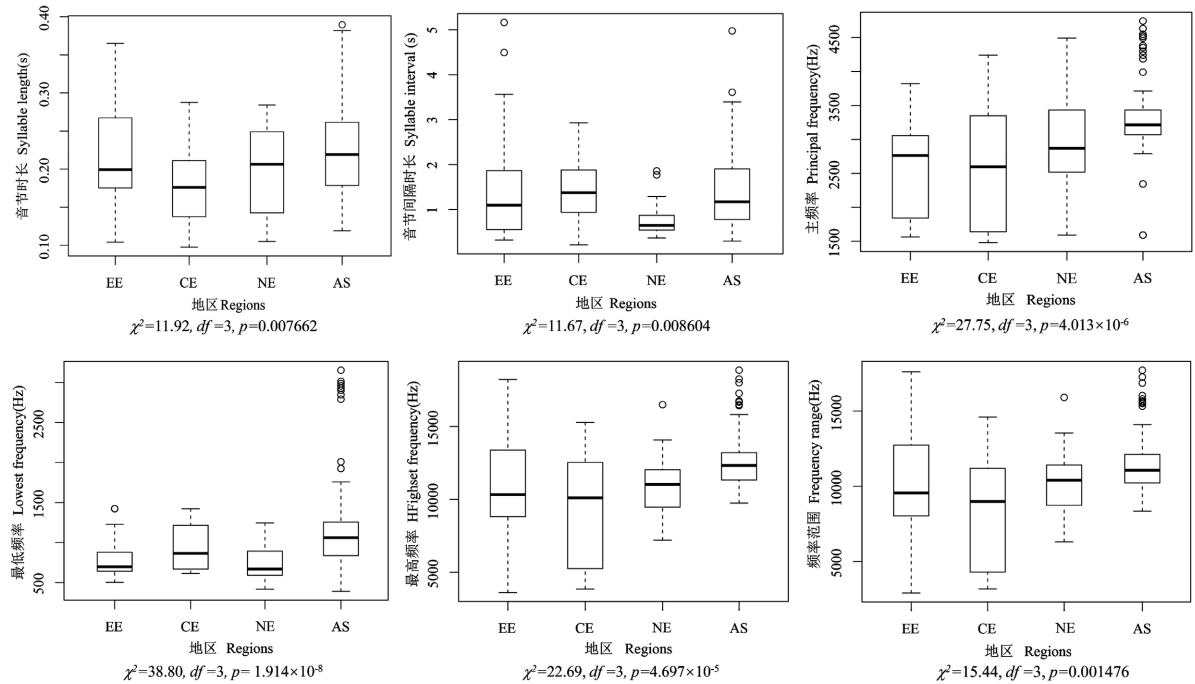 音节时长 Syllable length(s)
0.40
0.30
0.20
0.10
EE CE NE AS
地区 Regions
χ²=11.92, df =3, p=0.007662
音节间隔时长 Syllable interval (s)
5
4
3
2
1
EE CE NE AS
地区 Regions
χ²=11.67, df =3, p=0.008604
主频率 Principal frequency(Hz)
4500
3500
2500
1500
EE CE NE AS
地区 Regions
χ²=27.75, df =3, p=4.013×10⁻⁶
最低频率 Lowest frequency(Hz)
2500
1500
500
EE CE NE AS
地区 Regions
χ²=38.80, df =3, p= 1.914×10⁻⁸
最高频率 HFighset frequency(Hz)
15000
10000
5000
EE CE NE AS
地区 Regions
χ²=22.69, df =3, p=4.697×10⁻⁵
频率范围 Frequency range(Hz)
15000
10000
5000
EE CE NE AS
地区 Regions
χ²=15.44, df =3, p=0.001476